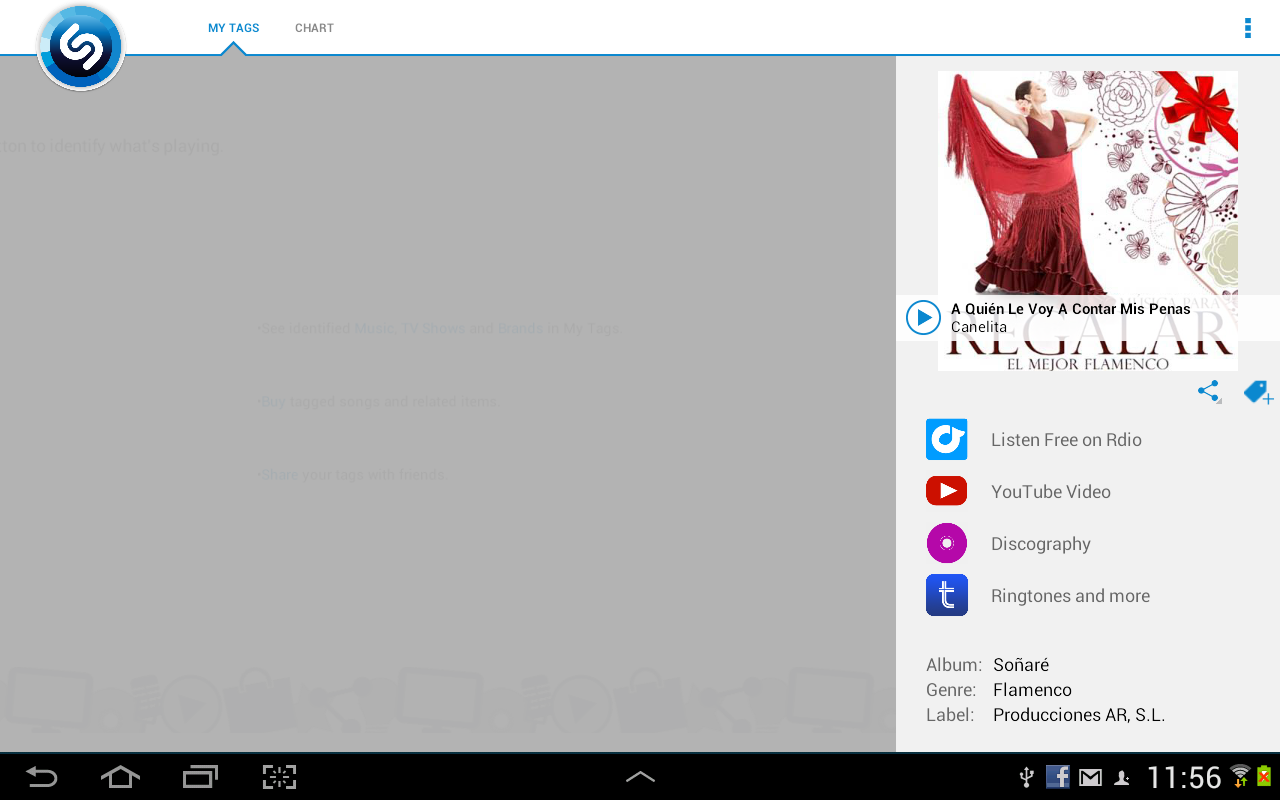 MY TAGS
CHART
ton to identify what's playing.
•See identified Music, TV Shows and Brands in My Tags.
•Buy tagged songs and related items.
•Share your tags with friends.
MÚSICA PARA
A Quién Le Voy A Contar Mis Penas
Canelita
REGALAR
EL MEJOR FLAMENCO
Listen Free on Rdio
YouTube Video
Discography
Ringtones and more
Album: Soñaré
Genre: Flamenco
Label: Producciones AR, S.L.
11:56